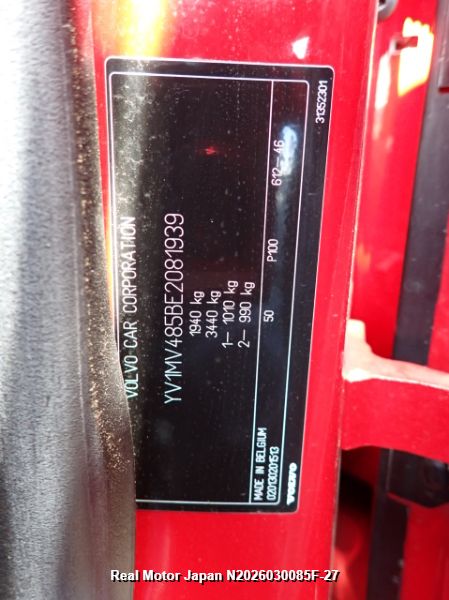 VOLVO CAR CORPORATION
YV1MV485BE2081939
1940 kg
3440 kg
1– 1010 kg
2– 990 kg
50 P100 612–46
MADE IN BELGIUM
020130201513
VOLVO
31352301
Real Motor Japan N2026030085F-27